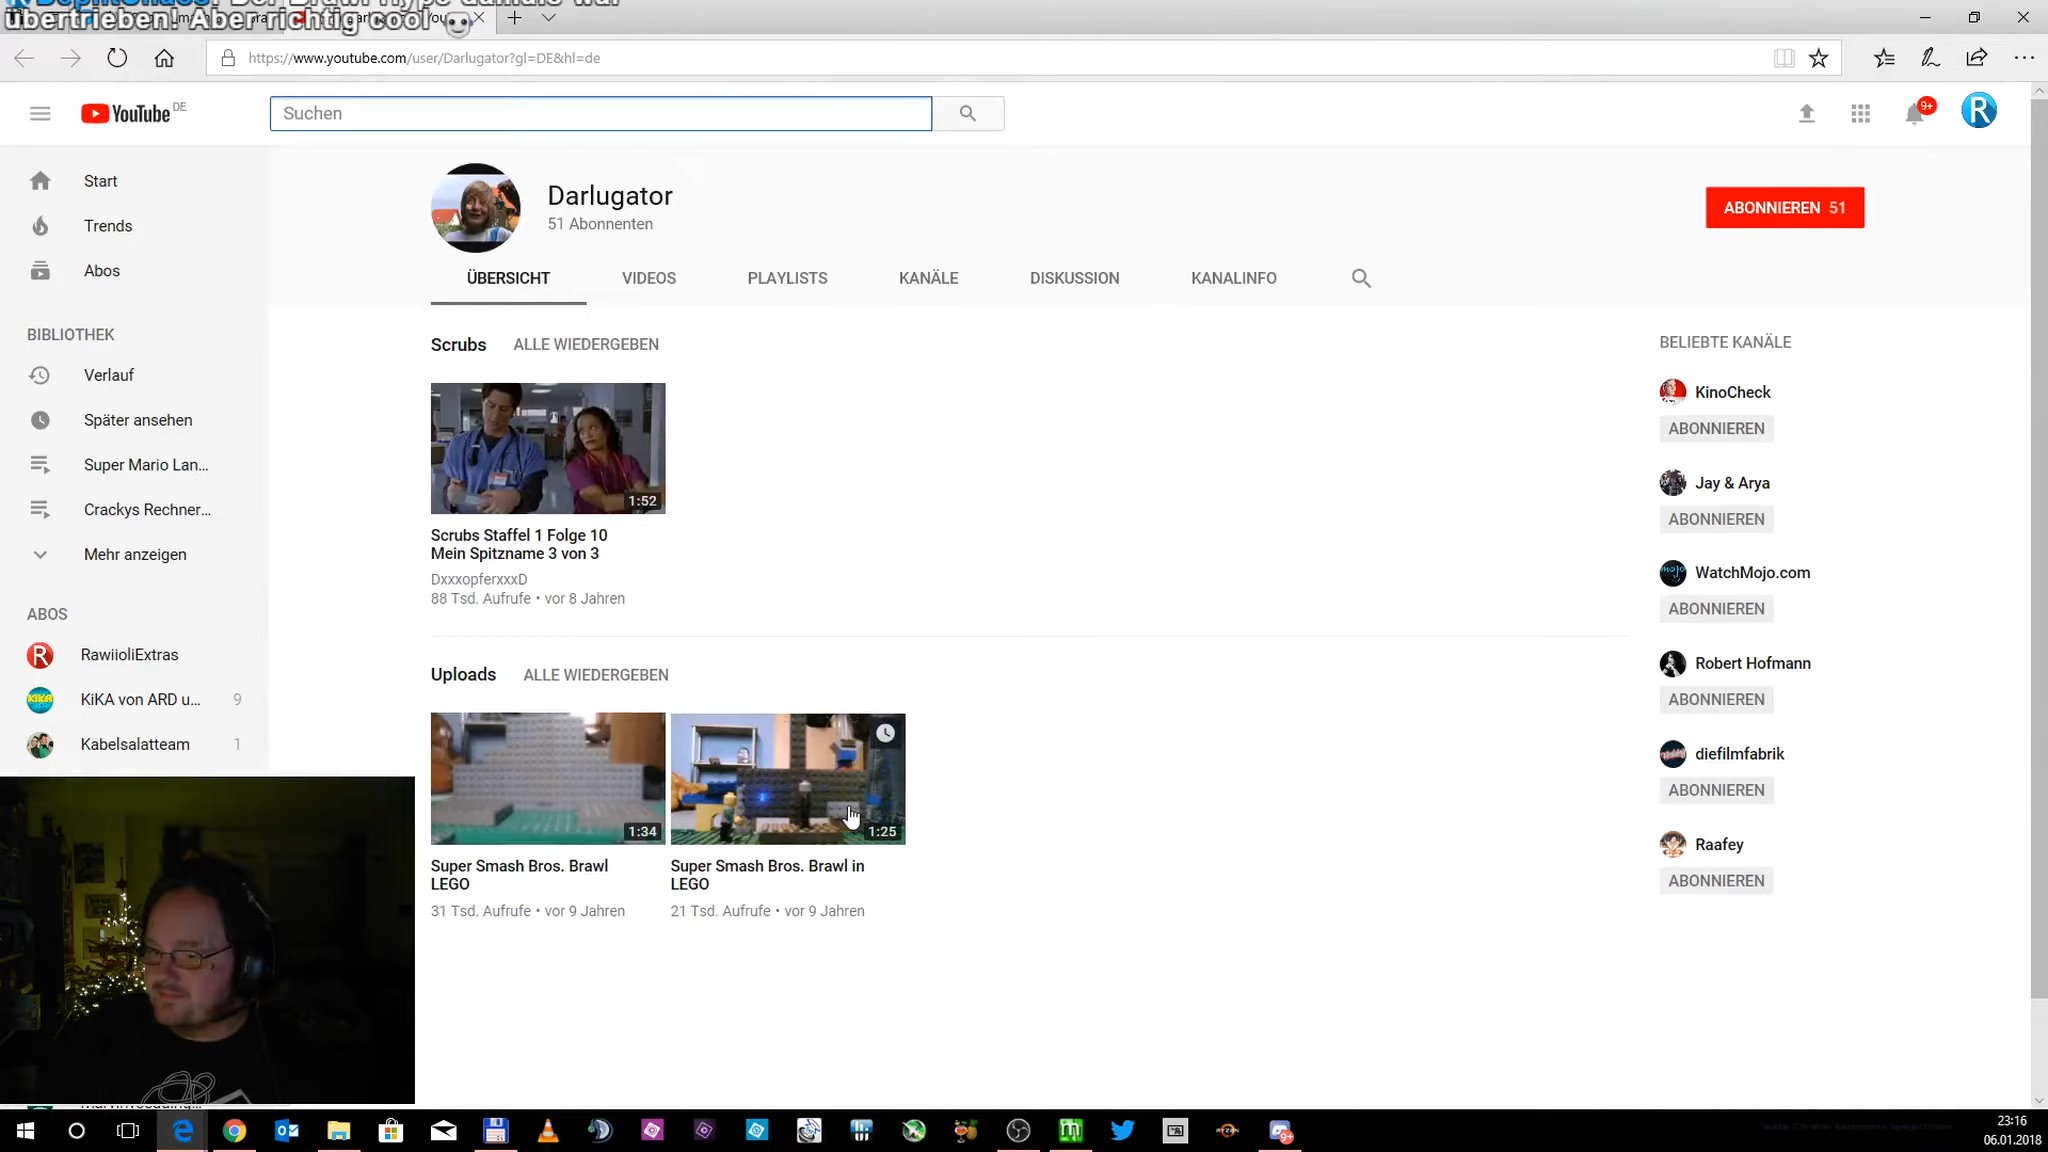 übertrieben! Aber richtig cool
https://www.youtube.com/user/Darlugator?gl=DE&hl=de
YouTube DE
Suchen
9+
R
Start
Trends
Abos
BIBLIOTHEK
Verlauf
Später ansehen
Super Mario Lan...
Crackys Rechner...
Mehr anzeigen
ABOS
R RawiioliExtras
KiKA von ARD u... 9
Kabelsalatteam 1
Darlugator
51 Abonnenten
ABONNIEREN 51
ÜBERSICHT VIDEOS PLAYLISTS KANÄLE DISKUSSION KANALINFO
Scrubs ALLE WIEDERGEBEN
1:52
Scrubs Staffel 1 Folge 10
Mein Spitzname 3 von 3
DxxxopferxxxD
88 Tsd. Aufrufe • vor 8 Jahren
Uploads ALLE WIEDERGEBEN
1:34
1:25
Super Smash Bros. Brawl
LEGO
31 Tsd. Aufrufe • vor 9 Jahren
Super Smash Bros. Brawl in
LEGO
21 Tsd. Aufrufe • vor 9 Jahren
BELIEBTE KANÄLE
KinoCheck
ABONNIEREN
Jay & Arya
ABONNIEREN
mojo WatchMojo.com
ABONNIEREN
Robert Hofmann
ABONNIEREN
diefilmfabrik
ABONNIEREN
Raafey
ABONNIEREN
23:16
06.01.2018